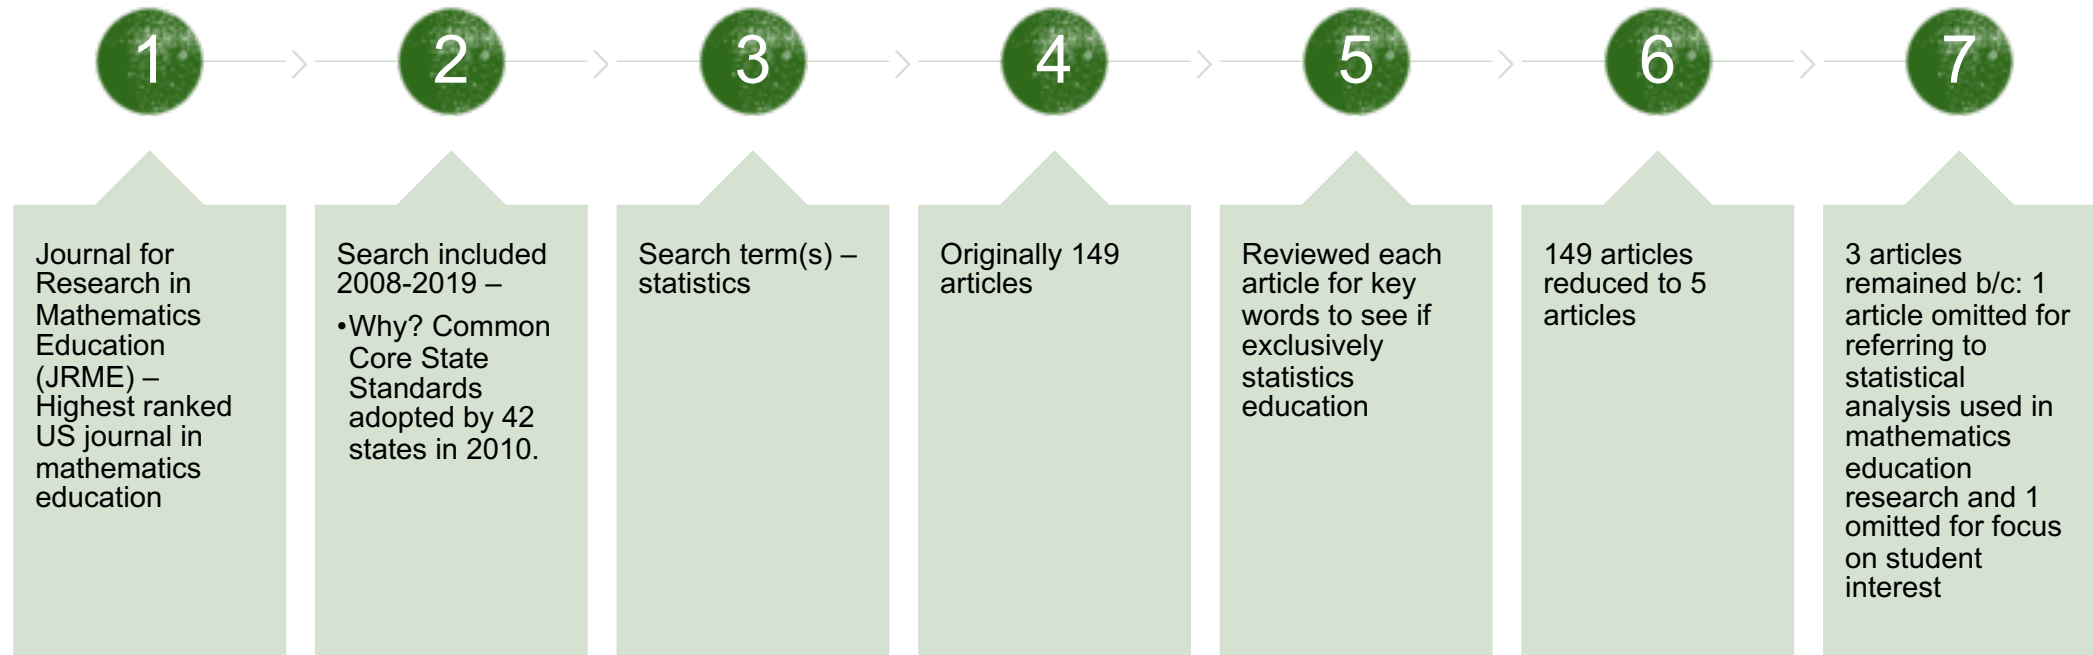 1
2
3
4
5
6
7
Journal for
Research in
Mathematics
Education
(JRME) –
Highest ranked
US journal in
mathematics
education
Search included
2008-2019 –
•Why? Common
Core State
Standards
adopted by 42
states in 2010.
Search term(s) –
statistics
Originally 149
articles
Reviewed each
article for key
words to see if
exclusively
statistics
education
149 articles
reduced to 5
articles
3 articles
remained b/c: 1
article omitted for
referring to
statistical
analysis used in
mathematics
education
research and 1
omitted for focus
on student
interest